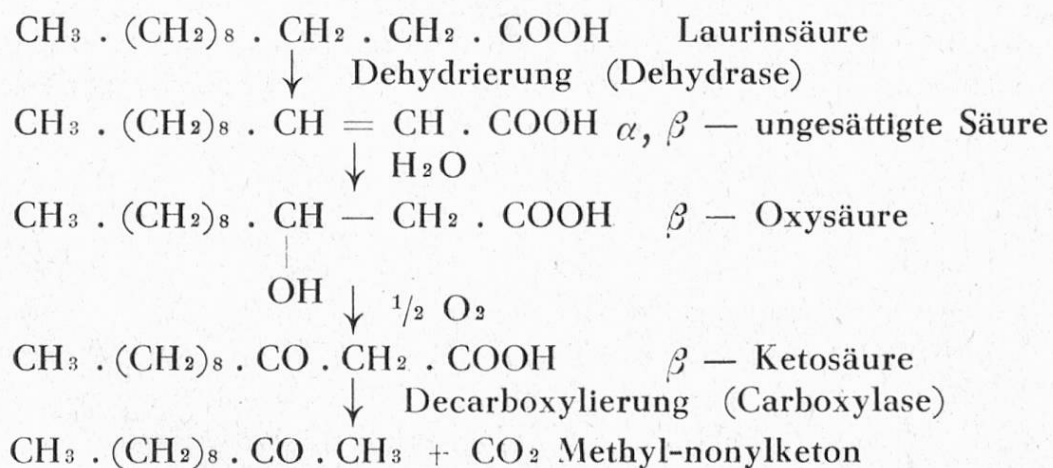 CH₃ . (CH₂)₈ . CH₂ . CH₂ . COOH Laurinsäure
↓ Dehydrierung (Dehydrase)
CH₃ . (CH₂)₈ . CH = CH . COOH α, β — ungesättigte Säure
↓ H₂O
CH₃ . (CH₂)₈ . CH — CH₂ . COOH β — Oxysäure
|
OH ↓ ¹/₂ O₂
CH₃ . (CH₂)₈ . CO . CH₂ . COOH β — Ketosäure
↓ Decarboxylierung (Carboxylase)
CH₃ . (CH₂)₈ . CO . CH₃ + CO₂ Methyl-nonylketon